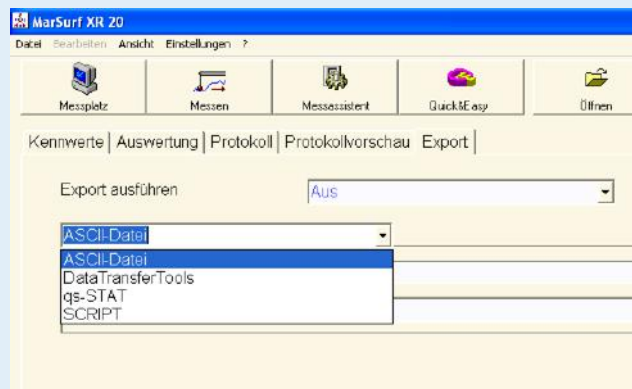 MarSurf XR 20
Datei Bearbeiten Ansicht Einstellungen ?
Messplatz Messen Messassistent Quick&Easy Öffnen
Kennwerte Auswertung Protokoll Protokollvorschau Export
Export ausführen Aus
ASCII-Datei
ASCII-Datei
DataTransferTools
qs-STAT
SCRIPT